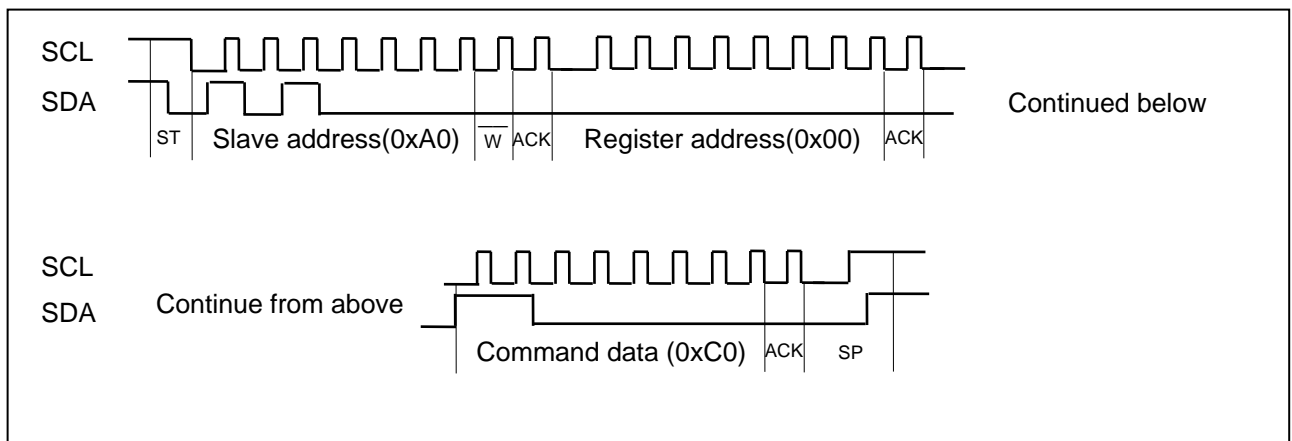 SCL
SDA
Continued below
ST Slave address(0xA0) W ACK Register address(0x00) ACK
SCL
SDA Continue from above
Command data (0xC0) ACK SP